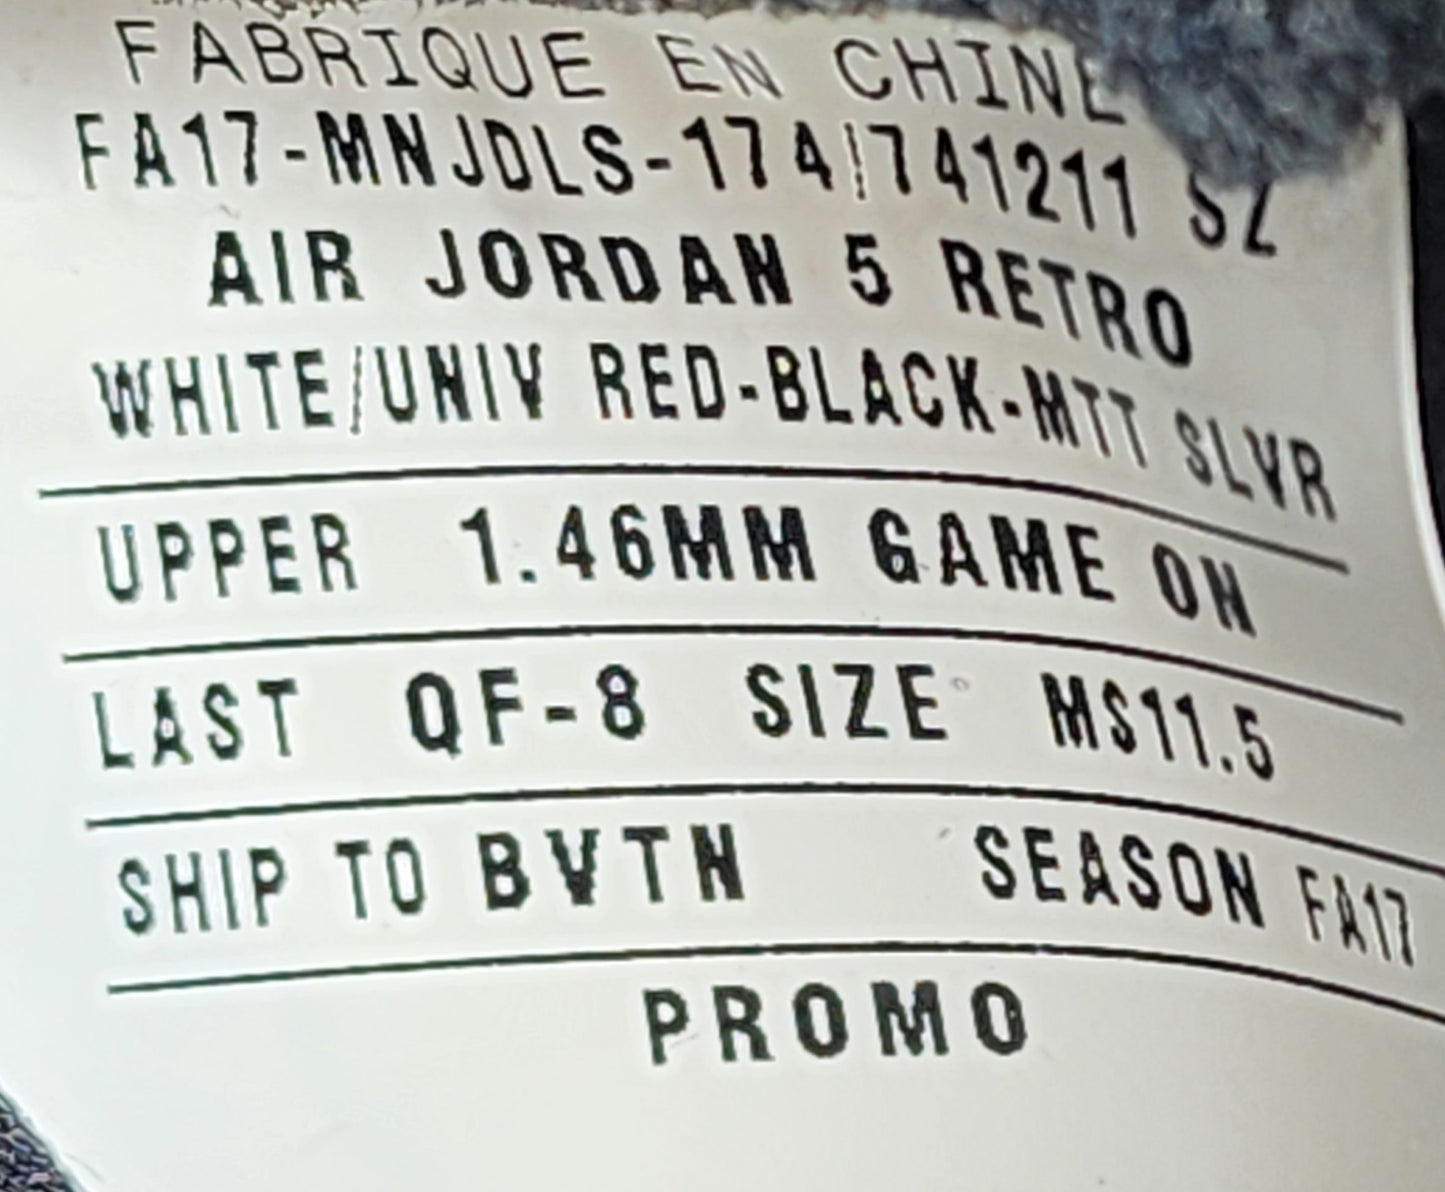 FABRIQUE EN CHINE
FA17-MNJDLS-174/741211 SZ
AIR JORDAN 5 RETRO
WHITE/UNIV RED-BLACK-MTT SLVR
UPPER 1.46MM GAME ON
LAST QF-8 SIZE MS11.5
SHIP TO BVTN SEASON FA17
PROMO